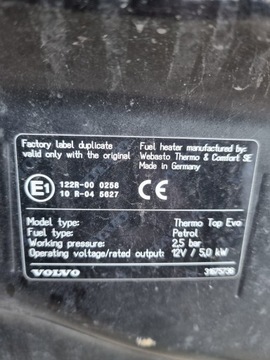 Factory label duplicate
valid only with the original
Fuel heater manufactured by:
Webasto Thermo & Comfort SE
Made in Germany
E1
122R-00 0258
10 R-04 5627
CE
Model type: Thermo Top Evo
Fuel type: Petrol
Working pressure: 2,5 bar
Operating voltage/rated output: 12V / 5,0 kW
VOLVO 31675736